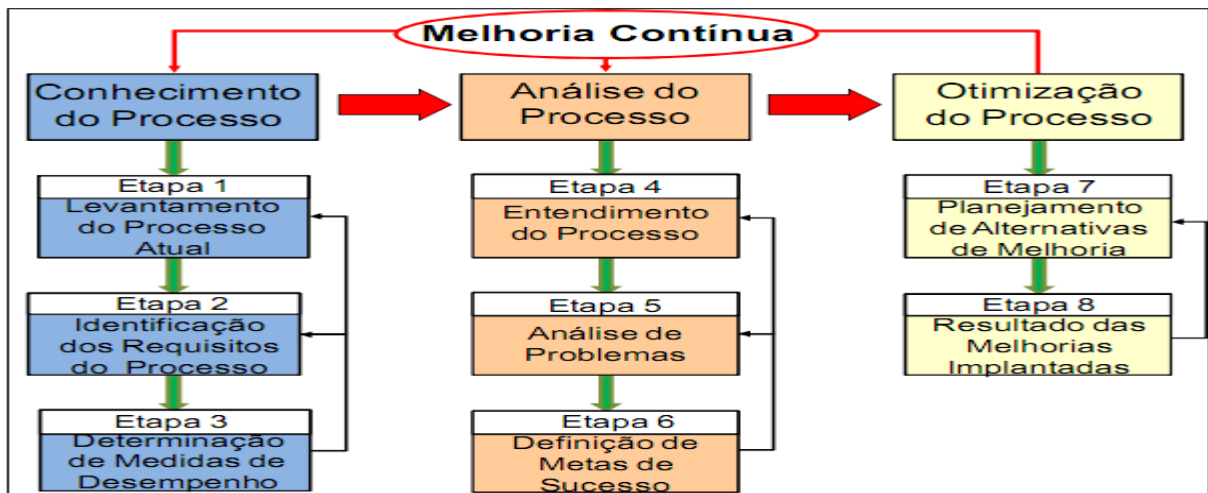 Melhoria Contínua
Conhecimento
do Processo
Análise do
Processo
Otimização
do Processo
Etapa 1
Levantamento
do Processo
Atual
Etapa 2
Identificação
dos Requisitos
do Processo
Etapa 3
Determinação
de Medidas de
Desempenho
Etapa 4
Entendimento
do Processo
Etapa 5
Análise de
Problemas
Etapa 6
Definição de
Metas de
Sucesso
Etapa 7
Planejamento
de Alternativas
de Melhoria
Etapa 8
Resultado das
Melhorias
Implantadas